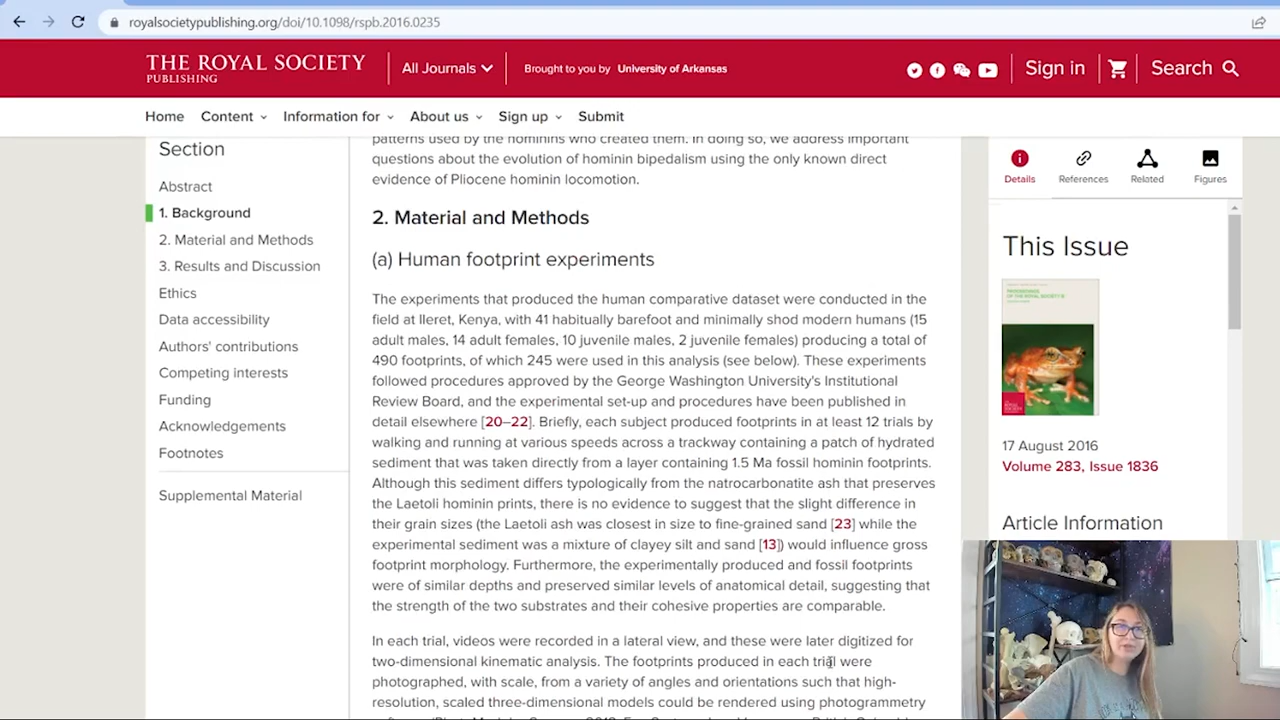 royalsocietypublishing.org/doi/10.1098/rspb.2016.0235
THE ROYAL SOCIETY
PUBLISHING
All Journals
Brought to you by University of Arkansas
Sign in
Search
Home
Content
Information for
About us
Sign up
Submit
Section
Abstract
1. Background
2. Material and Methods
3. Results and Discussion
Ethics
Data accessibility
Authors' contributions
Competing interests
Funding
Acknowledgements
Footnotes
Supplemental Material
patterns used by the hominins who created them. In doing so, we address important
questions about the evolution of hominin bipedalism using the only known direct
evidence of Pliocene hominin locomotion.
2. Material and Methods
(a) Human footprint experiments
The experiments that produced the human comparative dataset were conducted in the
field at Ileret, Kenya, with 41 habitually barefoot and minimally shod modern humans (15
adult males, 14 adult females, 10 juvenile males, 2 juvenile females) producing a total of
490 footprints, of which 245 were used in this analysis (see below). These experiments
followed procedures approved by the George Washington University's Institutional
Review Board, and the experimental set-up and procedures have been published in
detail elsewhere [20–22]. Briefly, each subject produced footprints in at least 12 trials by
walking and running at various speeds across a trackway containing a patch of hydrated
sediment that was taken directly from a layer containing 1.5 Ma fossil hominin footprints.
Although this sediment differs typologically from the natrocarbonatite ash that preserves
the Laetoli hominin prints, there is no evidence to suggest that the slight difference in
their grain sizes (the Laetoli ash was closest in size to fine-grained sand [23] while the
experimental sediment was a mixture of clayey silt and sand [13]) would influence gross
footprint morphology. Furthermore, the experimentally produced and fossil footprints
were of similar depths and preserved similar levels of anatomical detail, suggesting that
the strength of the two substrates and their cohesive properties are comparable.
In each trial, videos were recorded in a lateral view, and these were later digitized for
two-dimensional kinematic analysis. The footprints produced in each trial were
photographed, with scale, from a variety of angles and orientations such that high-
resolution, scaled three-dimensional models could be rendered using photogrammetry
Details
References
Related
Figures
This Issue
17 August 2016
Volume 283, Issue 1836
Article Information